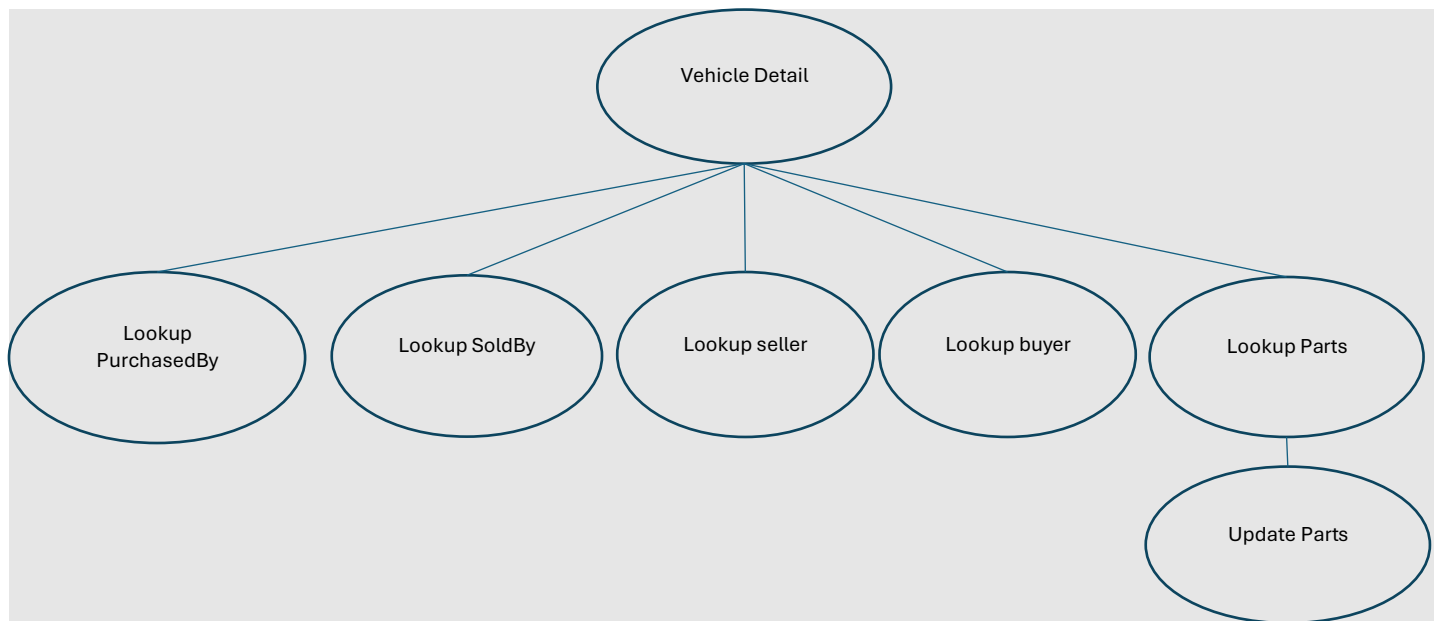 Vehicle Detail
Lookup
PurchasedBy
Lookup SoldBy
Lookup seller
Lookup buyer
Lookup Parts
Update Parts